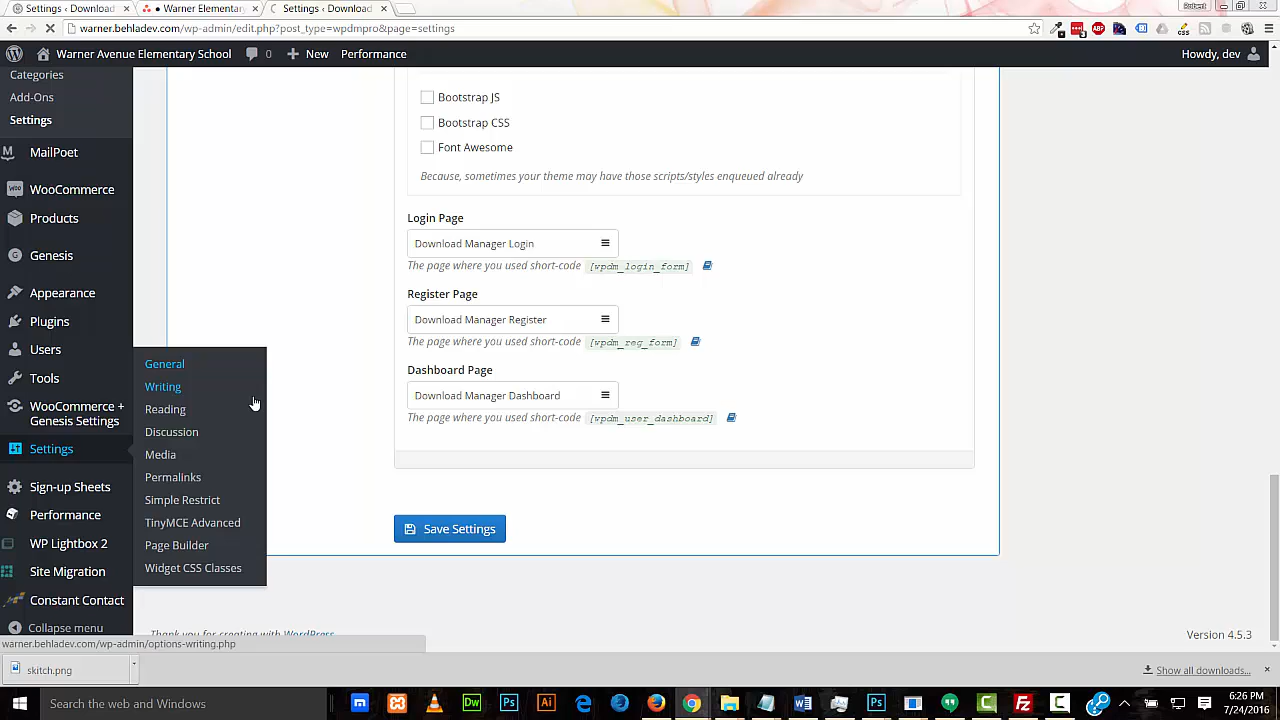 Settings ‹ Download
● Warner Elementary
Settings ‹ Download
Robert
warner.behladev.com/wp-admin/edit.php?post_type=wpdmpro&page=settings
Warner Avenue Elementary School
0
New
Performance
Howdy, dev
Categories
Add-Ons
Settings
MailPoet
WooCommerce
Products
Genesis
Appearance
Plugins
Users
Tools
WooCommerce +
Genesis Settings
Settings
Sign-up Sheets
Performance
WP Lightbox 2
Site Migration
Constant Contact
Collapse menu
General
Writing
Reading
Discussion
Media
Permalinks
Simple Restrict
TinyMCE Advanced
Page Builder
Widget CSS Classes
Bootstrap JS
Bootstrap CSS
Font Awesome
Because, sometimes your theme may have those scripts/styles enqueued already
Login Page
Download Manager Login
The page where you used short-code [wpdm_login_form]
Register Page
Download Manager Register
The page where you used short-code [wpdm_reg_form]
Dashboard Page
Download Manager Dashboard
The page where you used short-code [wpdm_user_dashboard]
Save Settings
Thank you for creating with WordPress
Version 4.5.3
warner.behladev.com/wp-admin/options-writing.php
skitch.png
Show all downloads...
Search the web and Windows
6:26 PM
7/24/2016